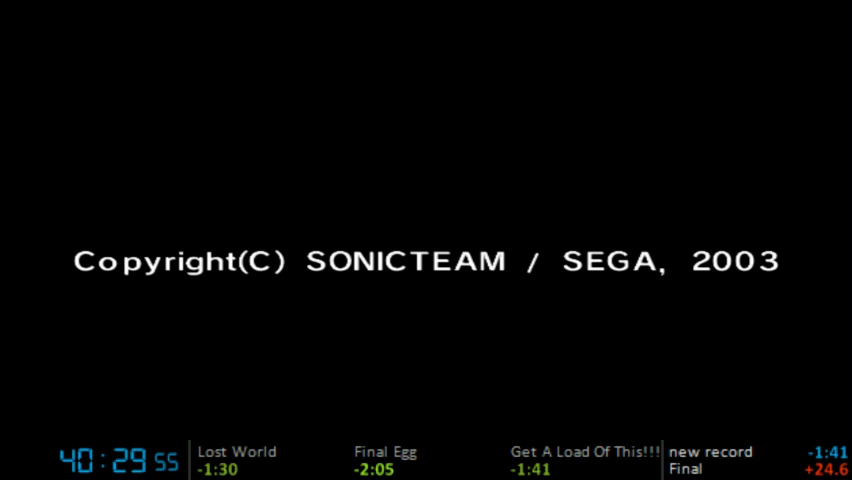 Copyright(C) SONICTEAM / SEGA, 2003
40:29 55 Lost World Final Egg Get A Load Of This!!! new record -1:41
-1:30 -2:05 -1:41 Final +24.6